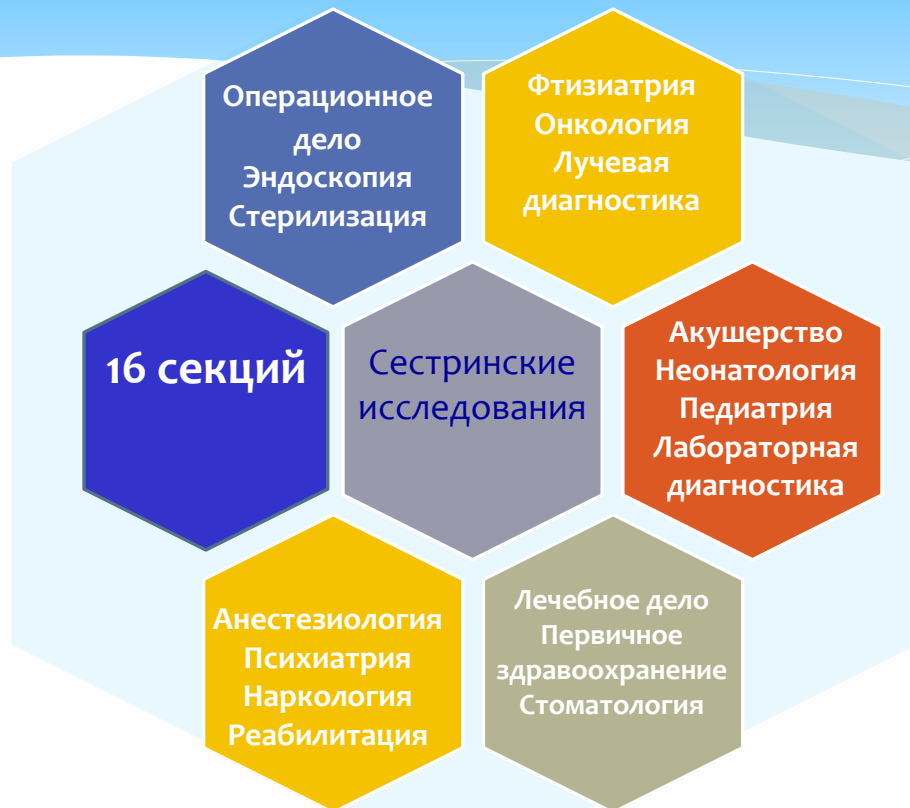 Операционное
дело
Эндоскопия
Стерилизация
Фтизиатрия
Онкология
Лучевая
диагностика
16 секций
Сестринские
исследования
Акушерство
Неонатология
Педиатрия
Лабораторная
диагностика
Анестезиология
Психиатрия
Наркология
Реабилитация
Лечебное дело
Первичное
здравоохранение
Стоматология